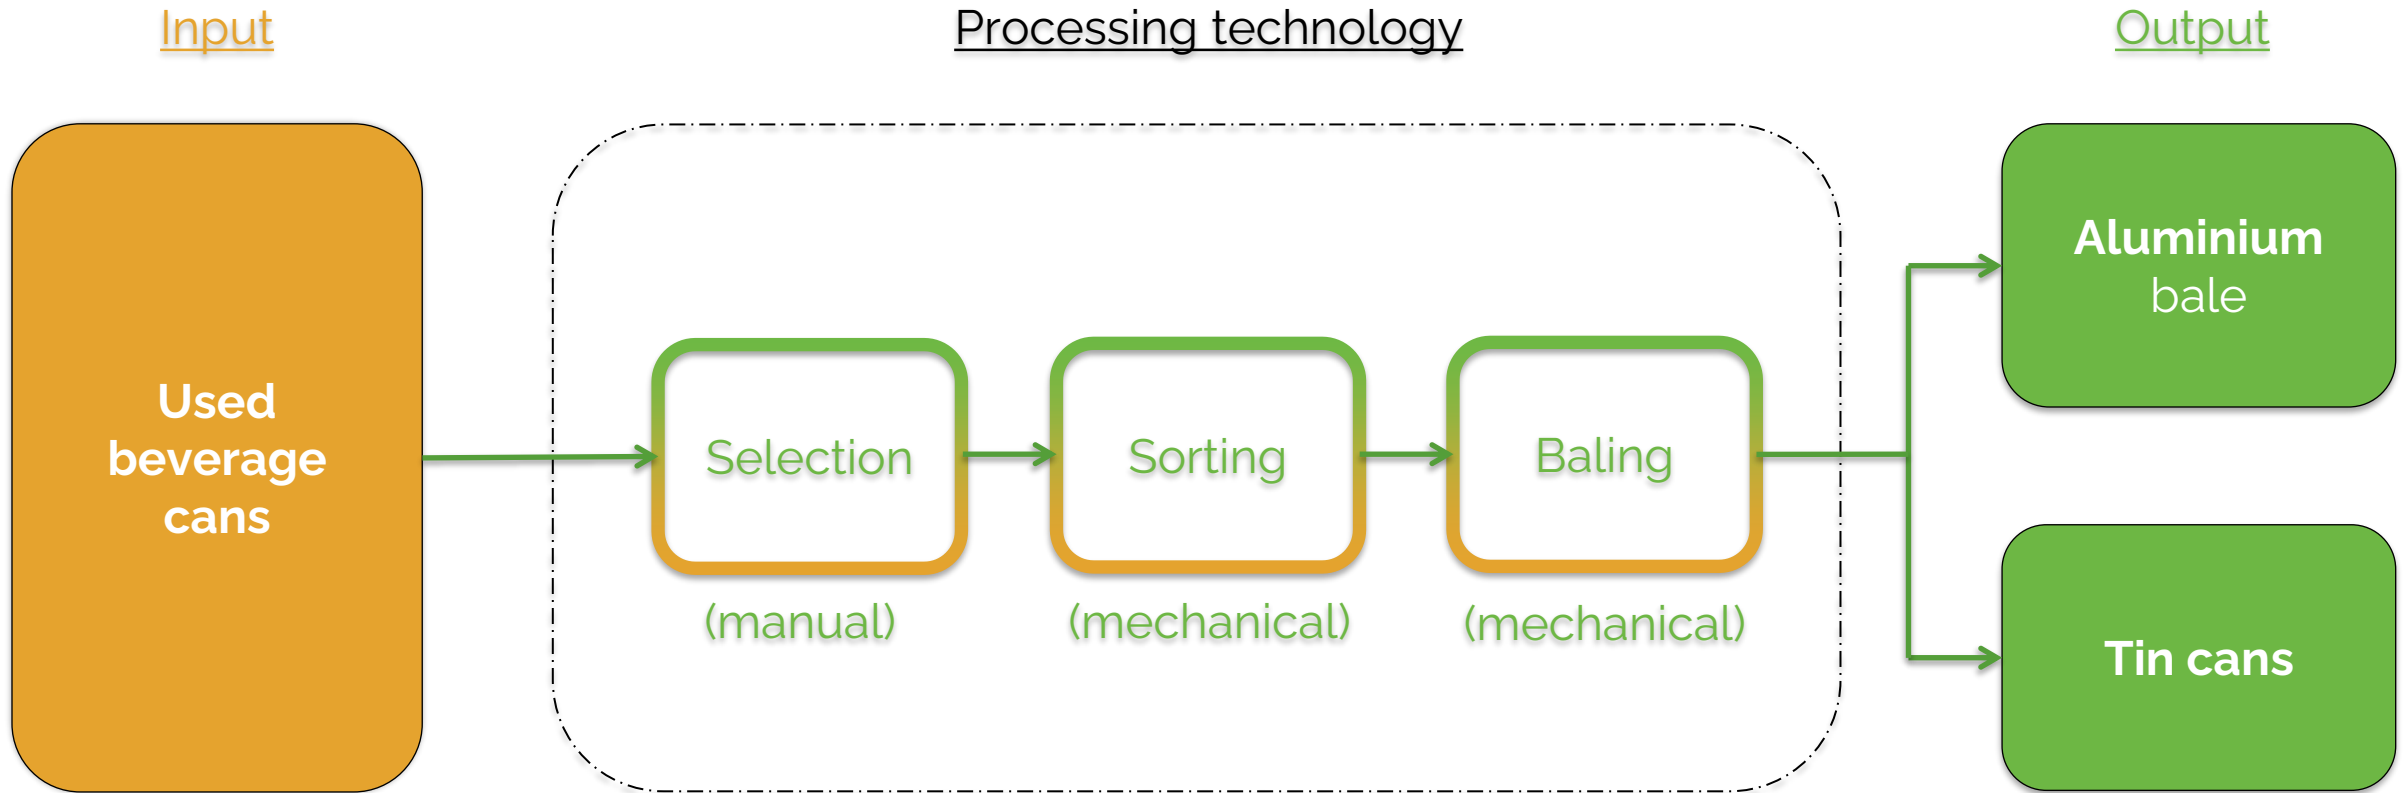 Input
Processing technology
Output
Used
beverage
cans
Selection
(manual)
Sorting
(mechanical)
Baling
(mechanical)
Aluminium
bale
Tin cans